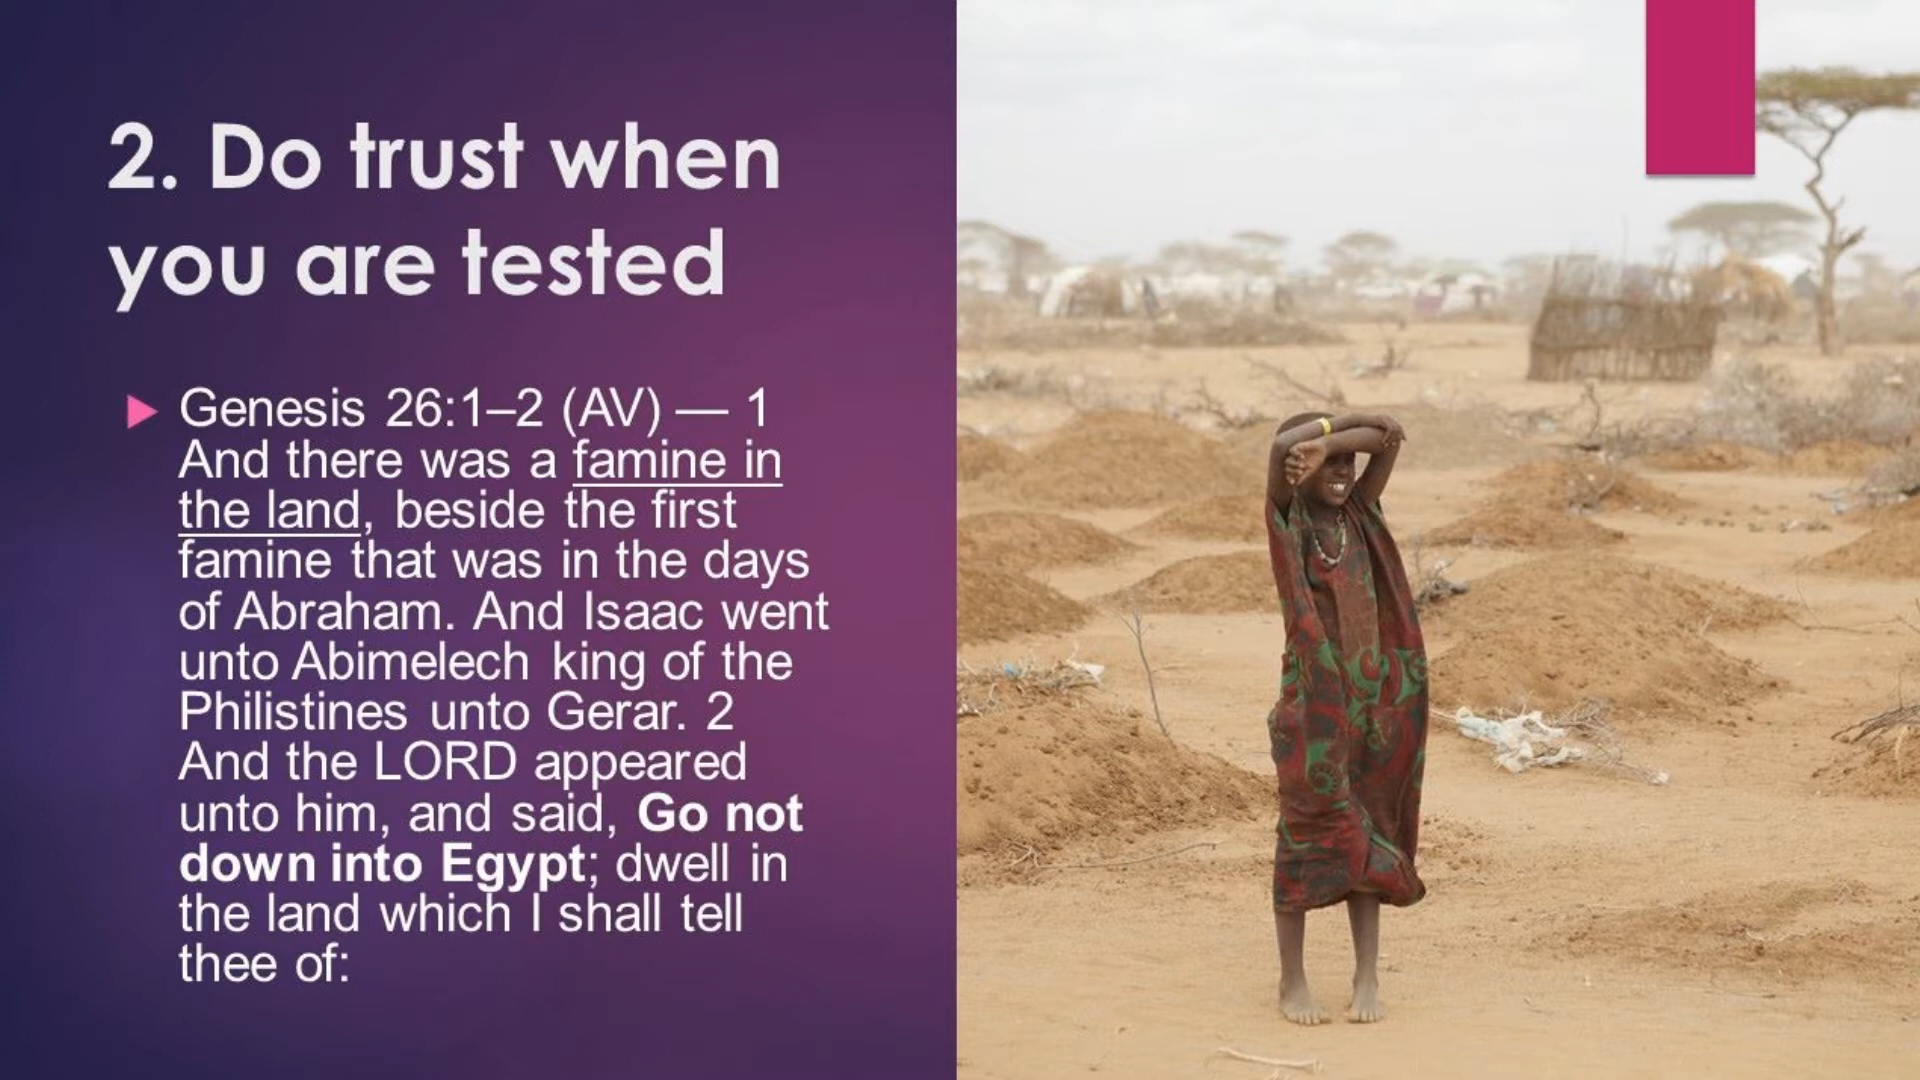 2. Do trust when
you are tested
Genesis 26:1–2 (AV) — 1
And there was a famine in
the land, beside the first
famine that was in the days
of Abraham. And Isaac went
unto Abimelech king of the
Philistines unto Gerar. 2
And the LORD appeared
unto him, and said, Go not
down into Egypt; dwell in
the land which I shall tell
thee of: